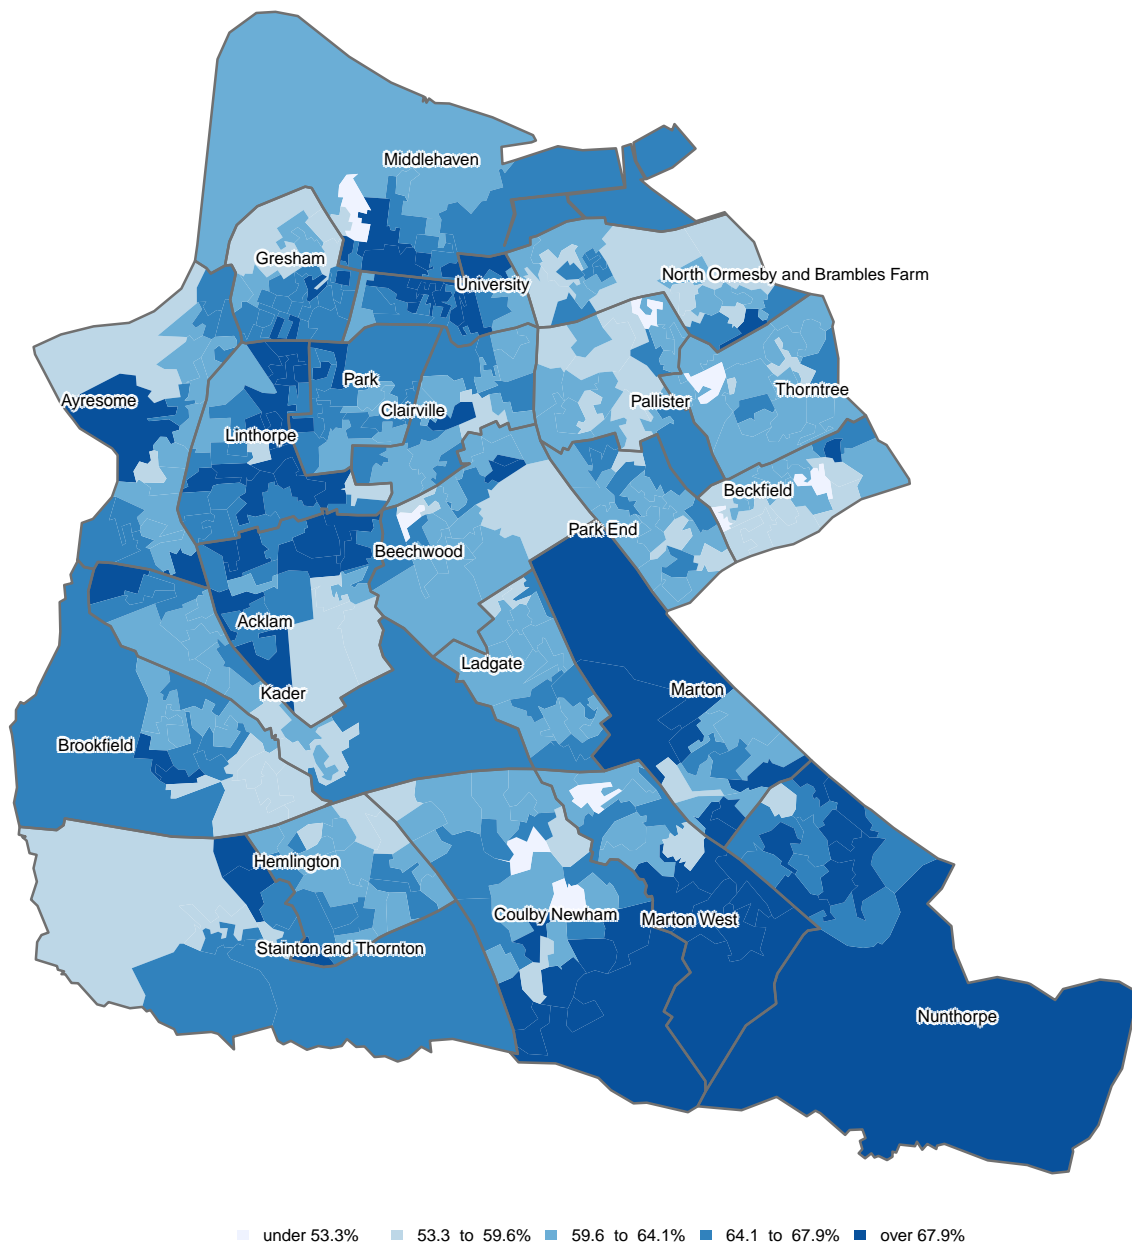 Middlehaven
Gresham
North Ormesby and Brambles Farm
University
Park
Thorntree
Ayresome
Pallister
Clairville
Linthorpe
Beckfield
Park End
Beechwood
Acklam
Ladgate
Marton
Kader
Brookfield
Hemlington
Coulby Newham
Marton West
Stainton and Thornton
Nunthorpe
under 53.3% 53.3 to 59.6% 59.6 to 64.1% 64.1 to 67.9% over 67.9%